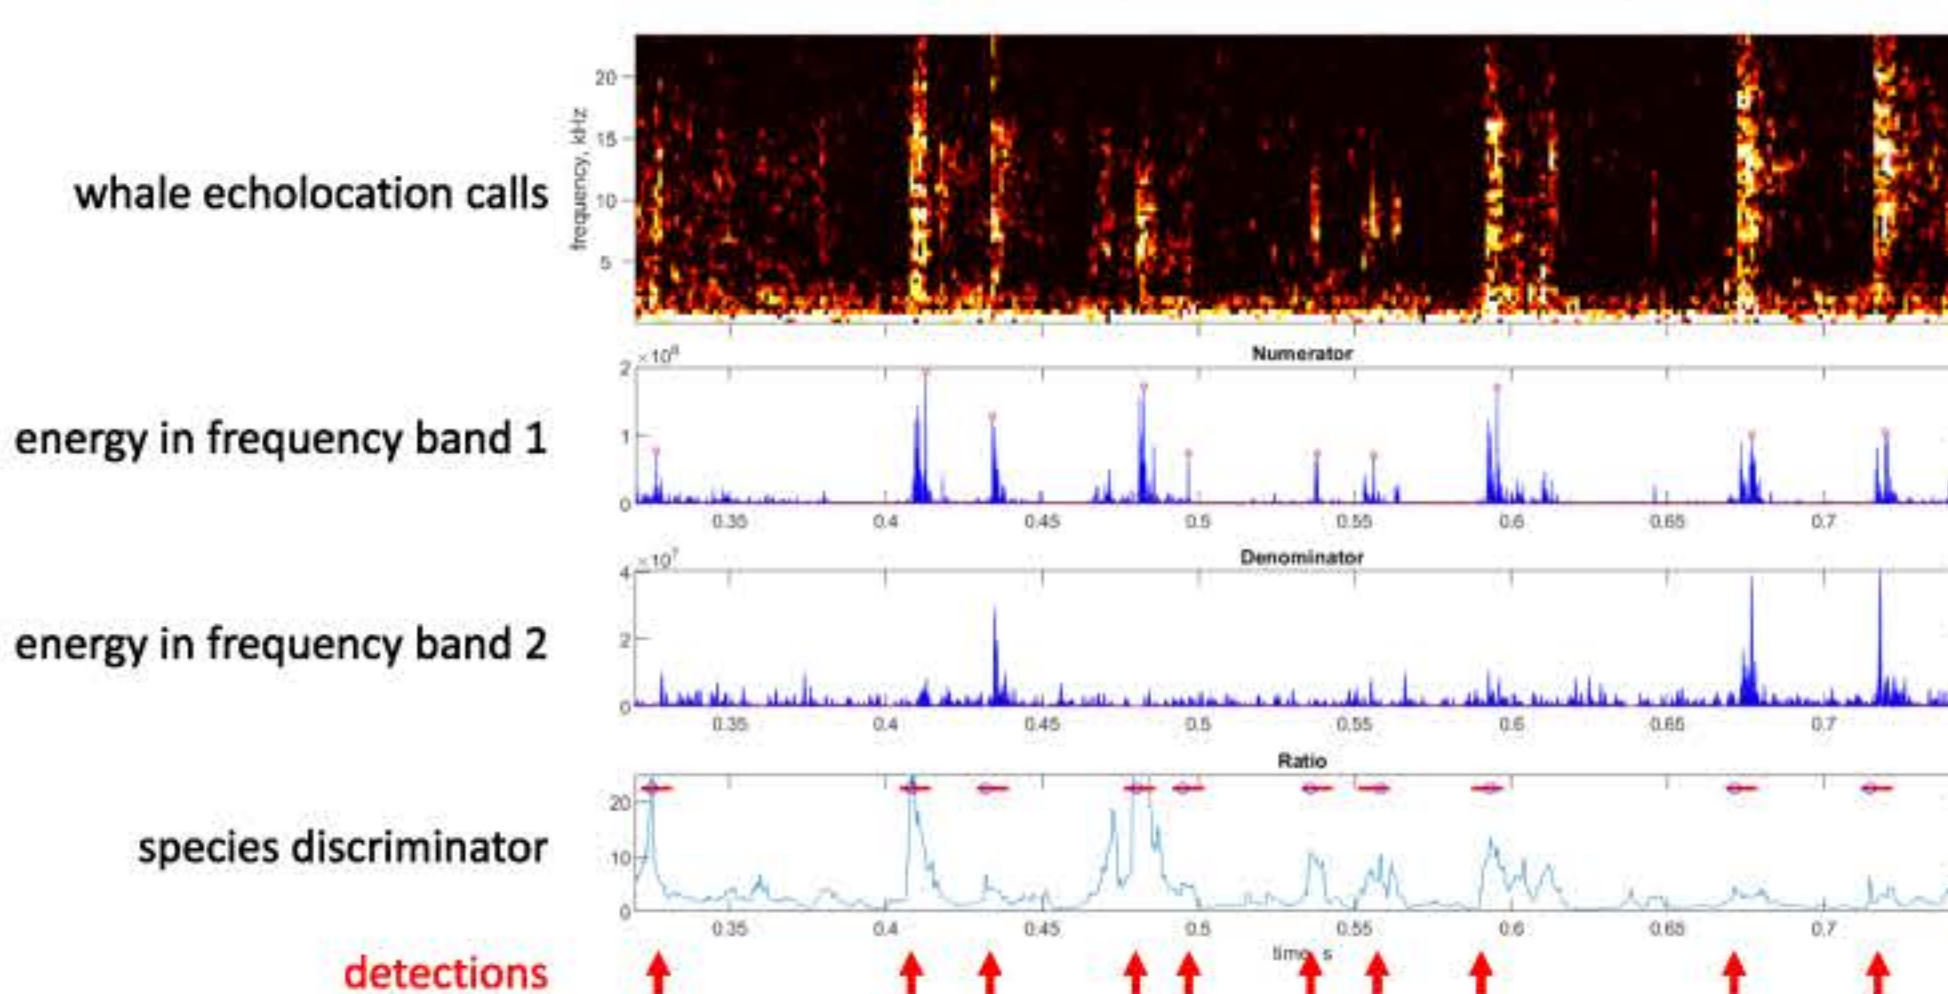 20
15
10
5
frequency, kHz
whale echolocation calls
Numerator
×10⁸
2
1
0
energy in frequency band 1
0.35 0.4 0.45 0.5 0.55 0.6 0.65 0.7
Denominator
×10⁷
4
2
0
energy in frequency band 2
0.35 0.4 0.45 0.5 0.55 0.6 0.65 0.7
Ratio
20
10
0
species discriminator
0.35 0.4 0.45 0.5 0.55 0.6 0.65 0.7
time, s
detections